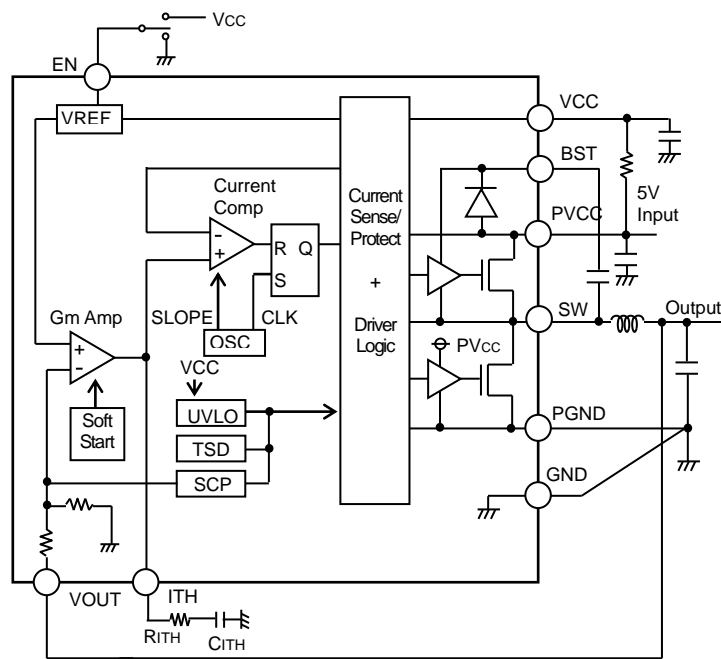 VCC
EN
VREF
VCC
BST
Current
Comp
Current
Sense/
Protect
+
Driver
Logic
5V
Input
PVCC
-
+
R Q
S
Gm Amp
SLOPE
CLK
OSC
SW
Output
+
-
VCC
PVCC
Soft
Start
UVLO
TSD
SCP
PGND
GND
VOUT
ITH
RITH
CITH